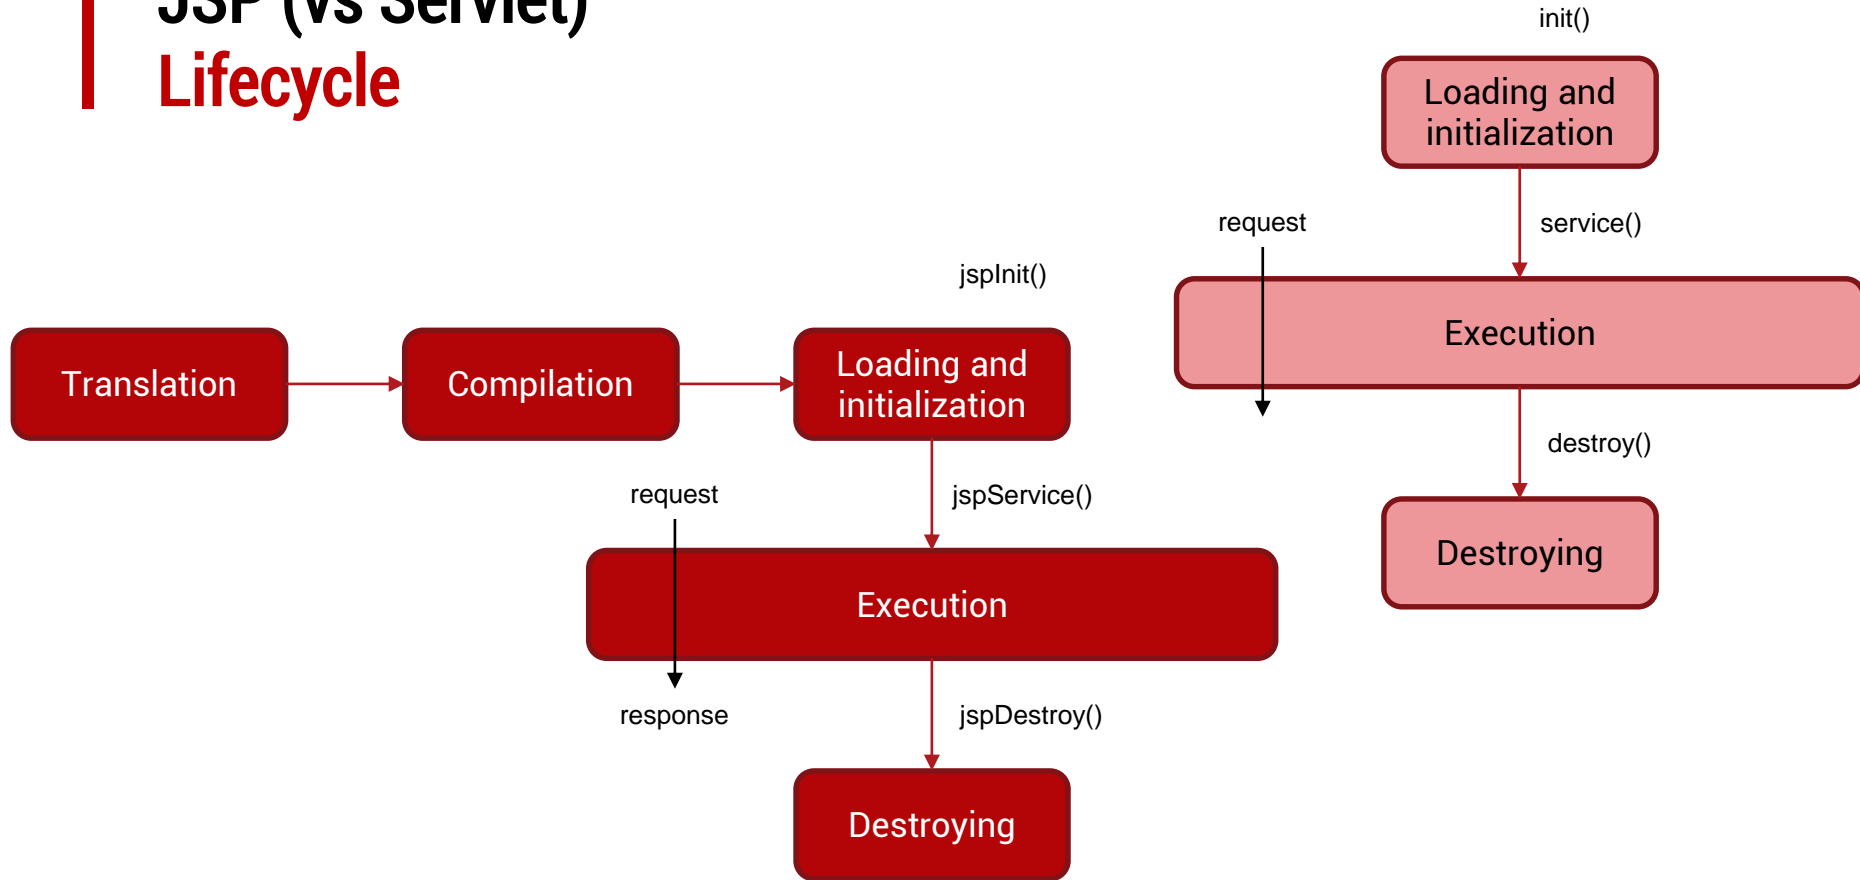 JSP (vs Servlet)
Lifecycle
init()
Loading and
initialization
request
service()
Execution
destroy()
Destroying
jspInit()
Translation
Compilation
Loading and
initialization
request
jspService()
Execution
response
jspDestroy()
Destroying